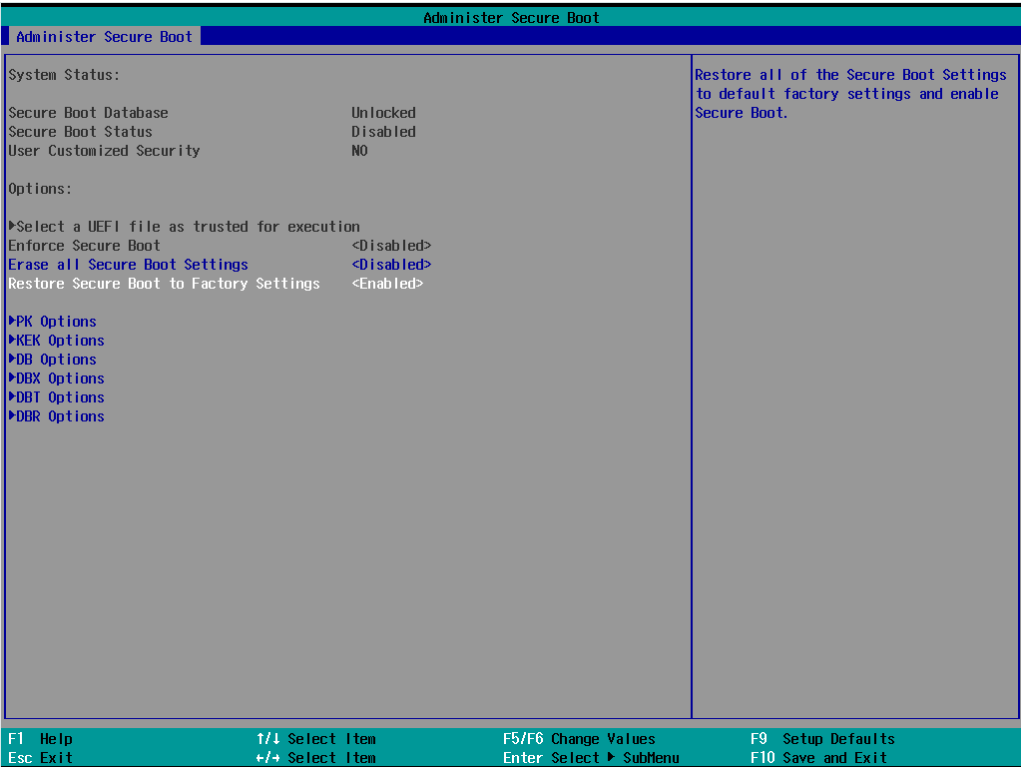 Administer Secure Boot
Administer Secure Boot
System Status:
Secure Boot Database Unlocked
Secure Boot Status Disabled
User Customized Security NO
Options:
▶Select a UEFI file as trusted for execution
Enforce Secure Boot <Disabled>
Erase all Secure Boot Settings <Disabled>
Restore Secure Boot to Factory Settings <Enabled>
▶PK Options
▶KEK Options
▶DB Options
▶DBX Options
▶DBT Options
▶DBR Options
Restore all of the Secure Boot Settings
to default factory settings and enable
Secure Boot.
F1 Help ↑/↓ Select Item F5/F6 Change Values F9 Setup Defaults
Esc Exit ←/→ Select Item Enter Select ▶ SubMenu F10 Save and Exit